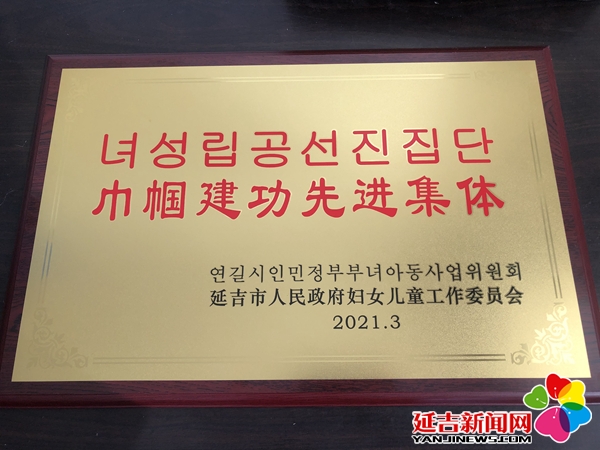 녀성립공선진집단
巾帼建功先进集体
연길시인민정부부녀아동사업위원회
延吉市人民政府妇女儿童工作委员会
2021.3
延吉新闻网
YANJINEWS.COM